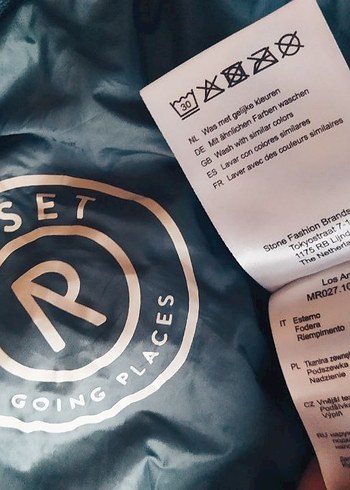 SET
R
GOING PLACES
30
NL Was met gelijke kleuren
DE Mit ähnlichen Farben waschen
GB Wash with similar colors
ES Lavar con colores similares
FR Laver avec des couleurs similaires
Stone Fashion Brands
Tokyostraat 7-1
1175 RB Lijnd
The Netherla
Los An
MR027.10
IT Esterno
Fodera
Riempimento
PL Tkanina zewnęt
Podszewka
Nadzienie
CZ Vnější text
Podšívka
Výplň
RU